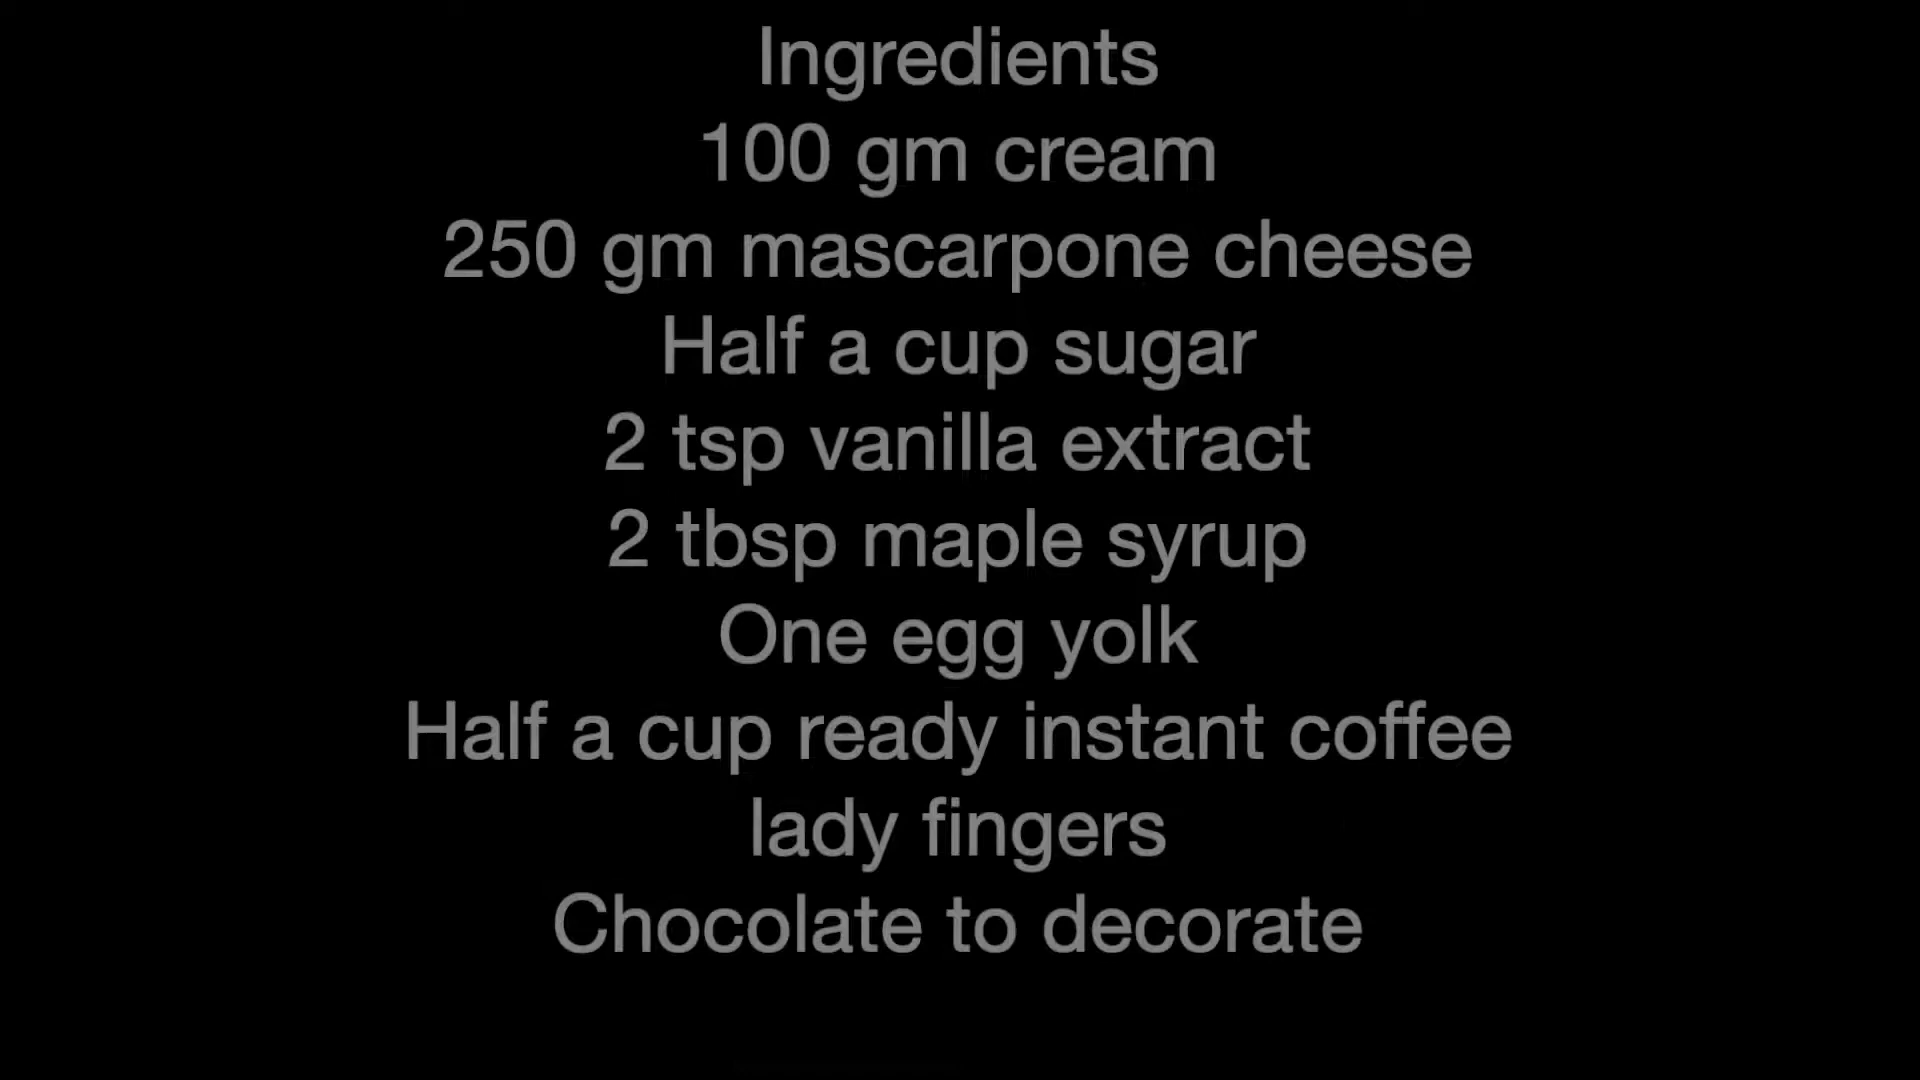 Ingredients
100 gm cream
250 gm mascarpone cheese
Half a cup sugar
2 tsp vanilla extract
2 tbsp maple syrup
One egg yolk
Half a cup ready instant coffee
lady fingers
Chocolate to decorate